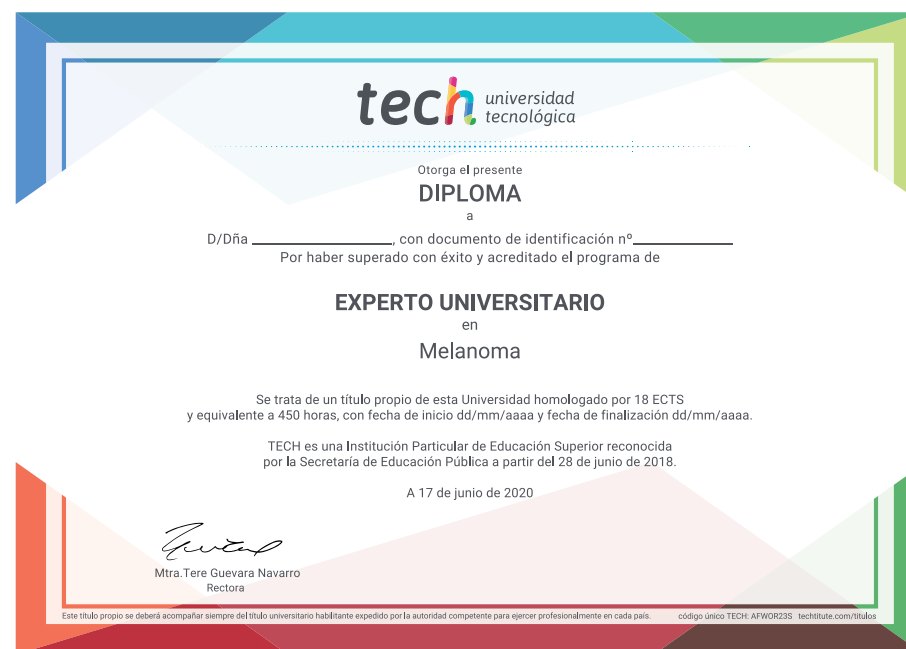 tech universidad
tecnológica
Otorga el presente
DIPLOMA
a
D/Dña ____________________, con documento de identificación nº______________
Por haber superado con éxito y acreditado el programa de
EXPERTO UNIVERSITARIO
en
Melanoma
Se trata de un título propio de esta Universidad homologado por 18 ECTS
y equivalente a 450 horas, con fecha de inicio dd/mm/aaaa y fecha de finalización dd/mm/aaaa.
TECH es una Institución Particular de Educación Superior reconocida
por la Secretaría de Educación Pública a partir del 28 de junio de 2018.
A 17 de junio de 2020
Mtra.Tere Guevara Navarro
Rectora
Este título propio se deberá acompañar siempre del título universitario habilitante expedido por la autoridad competente para ejercer profesionalmente en cada país. código único TECH: AFWOR23S techtitute.com/titulos